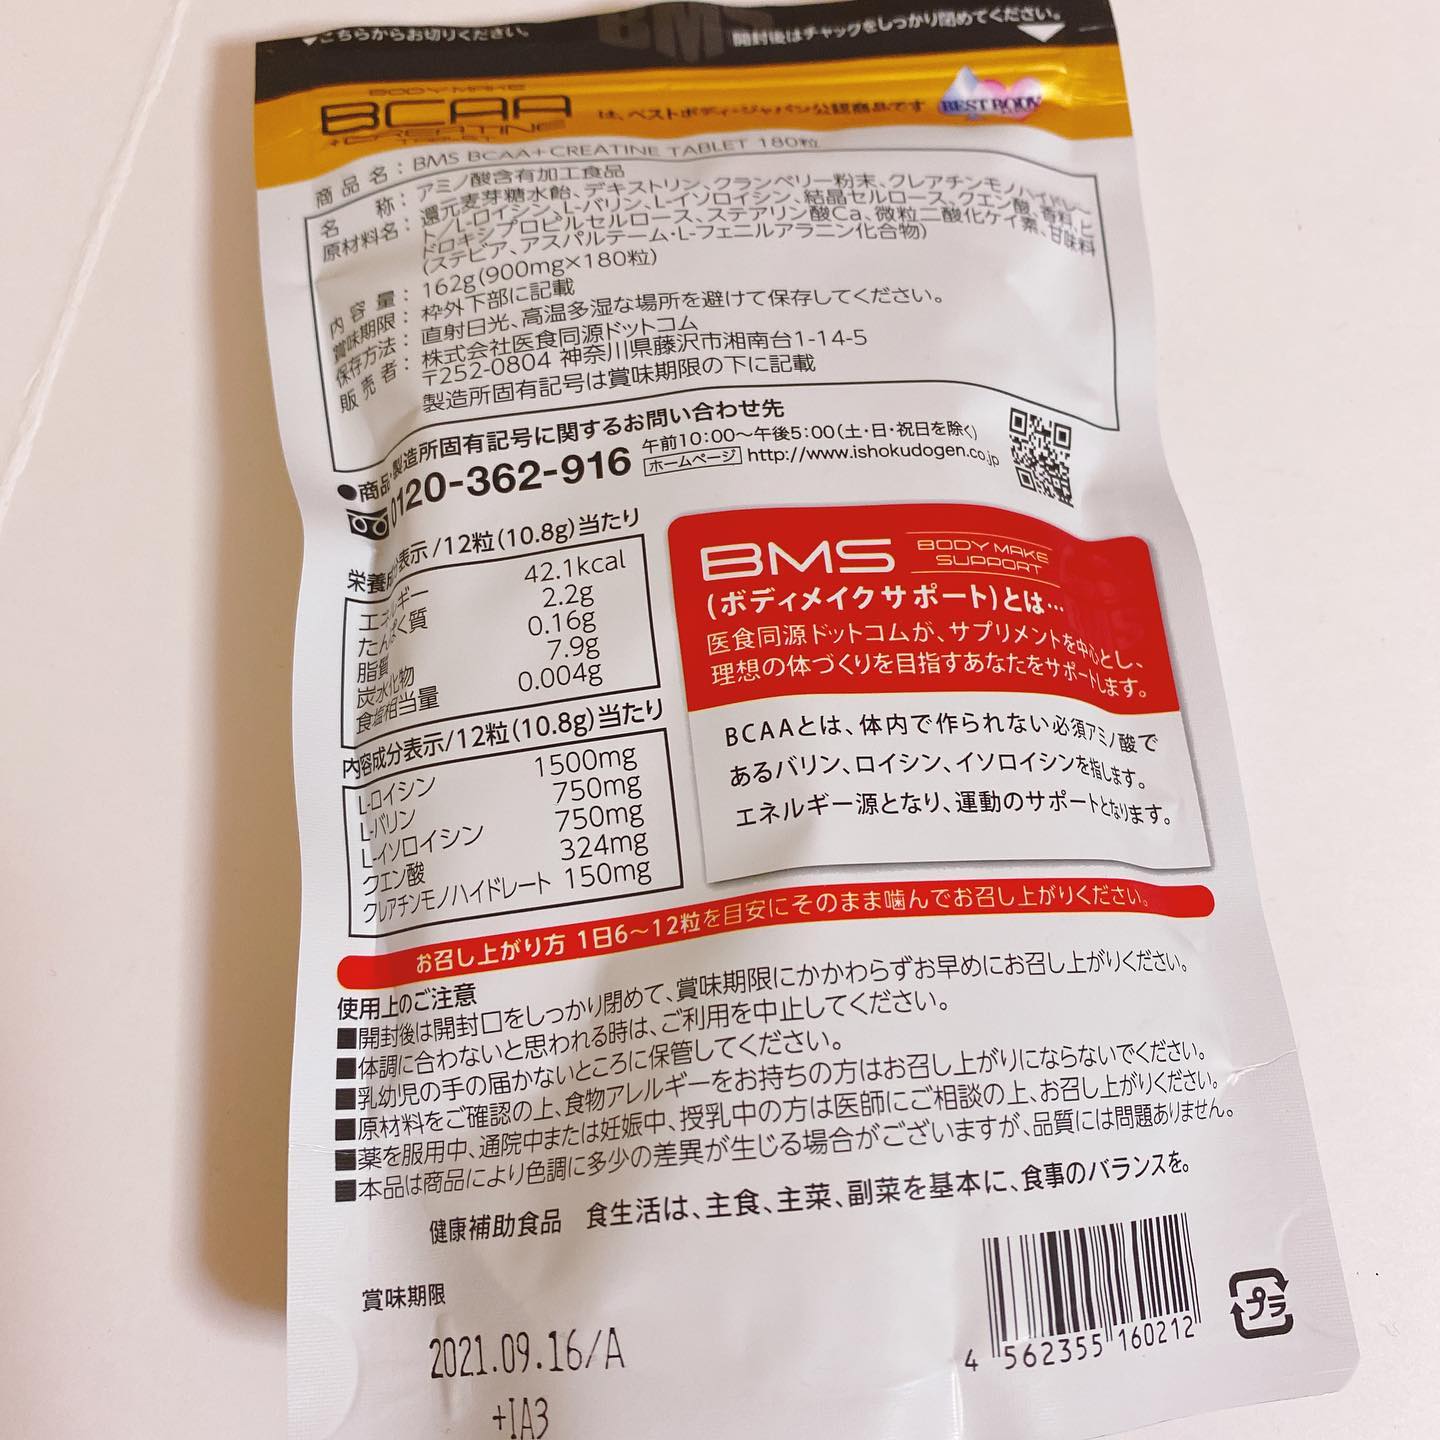 こちらからお切りください。
開封後はチャックをしっかり閉めてください。
BMS
BODY MAKE
BCAA
+CREATINE
TABLET
は、ベストボディ・ジャパン公認商品です
BEST BODY
商品名：BMS BCAA+CREATINE TABLET 180粒
名称：アミノ酸含有加工食品
原材料名：還元麦芽糖水飴、デキストリン、クランベリー粉末、クレアチンモノハイドレー
ト／L-ロイシン、L-バリン、L-イソロイシン、結晶セルロース、クエン酸、香料、ヒ
ドロキシプロピルセルロース、ステアリン酸Ca、微粒二酸化ケイ素、甘味料
(ステビア、アスパルテーム・L-フェニルアラニン化合物)
内容量：162g(900mg×180粒)
賞味期限：枠外下部に記載
保存方法：直射日光、高温多湿な場所を避けて保存してください。
販売者：株式会社医食同源ドットコム
〒252-0804 神奈川県藤沢市湘南台1-14-5
製造所固有記号は賞味期限の下に記載
●商品・製造所固有記号に関するお問い合わせ先
0120-362-916
午前10:00〜午後5:00(土・日・祝日を除く)
ホームページ http://www.ishokudogen.co.jp
栄養成分表示/12粒(10.8g)当たり
エネルギー 42.1kcal
たんぱく質 2.2g
脂質 0.16g
炭水化物 7.9g
食塩相当量 0.004g
内容成分表示/12粒(10.8g)当たり
L-ロイシン 1500mg
L-バリン 750mg
L-イソロイシン 750mg
クエン酸 324mg
クレアチンモノハイドレート 150mg
BMS BODY MAKE
SUPPORT
(ボディメイクサポート)とは…
医食同源ドットコムが、サプリメントを中心とし、
理想の体づくりを目指すあなたをサポートします。
BCAAとは、体内で作られない必須アミノ酸で
あるバリン、ロイシン、イソロイシンを指します。
エネルギー源となり、運動のサポートとなります。
お召し上がり方 1日6〜12粒を目安にそのまま噛んでお召し上がりください。
使用上のご注意
■開封後は開封口をしっかり閉めて、賞味期限にかかわらずお早めにお召し上がりください。
■体調に合わないと思われる時は、ご利用を中止してください。
■乳幼児の手の届かないところに保管してください。
■原材料をご確認の上、食物アレルギーをお持ちの方はお召し上がりにならないでください。
■薬を服用中、通院中または妊娠中、授乳中の方は医師にご相談の上、お召し上がりください。
■本品は商品により色調に多少の差異が生じる場合がございますが、品質には問題ありません。
健康補助食品 食生活は、主食、主菜、副菜を基本に、食事のバランスを。
賞味期限
2021.09.16/A
+IA3
4 562355 160212
プラ